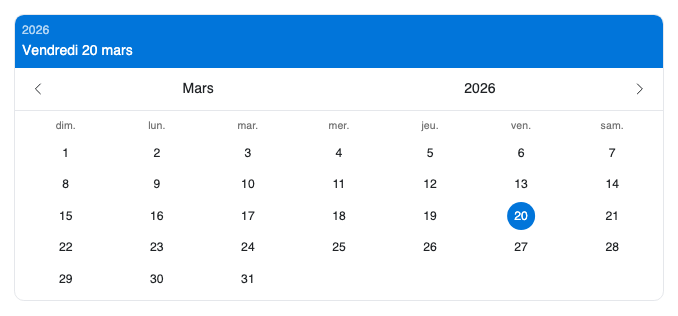 2026
Vendredi 20 mars
Mars 2026
dim. lun. mar. mer. jeu. ven. sam.
1 2 3 4 5 6 7
8 9 10 11 12 13 14
15 16 17 18 19 20 21
22 23 24 25 26 27 28
29 30 31